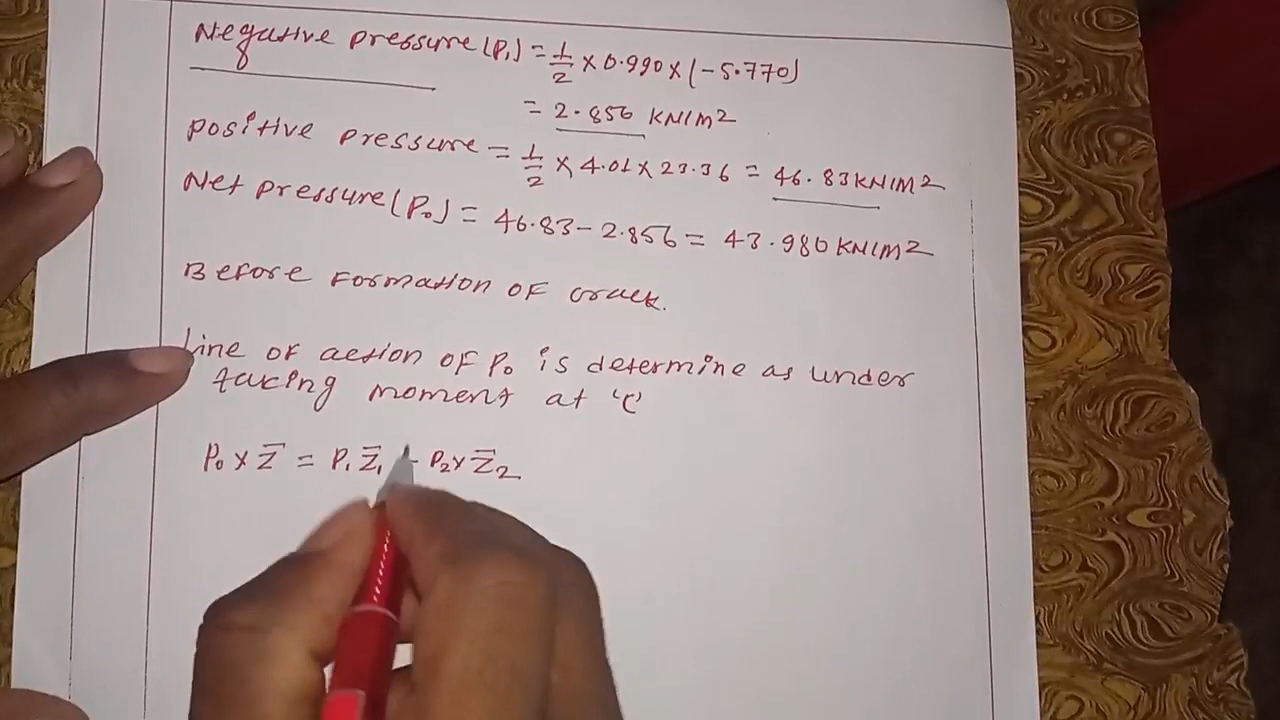 Negative pressure(P₁) = 1/2 × 0.990 × (-5.770)
= 2.856 KN/m²
positive pressure = 1/2 × 4.01 × 23.36 = 46.83 KN/m²
Net pressure(P₀) = 46.83 - 2.856 = 43.980 KN/m²
Before Formation of crack.
Line of action of P₀ is determine as under
taking moment at 'C'
P₀ × z̄ = P₁ z̄₁ - P₂ × z̄₂